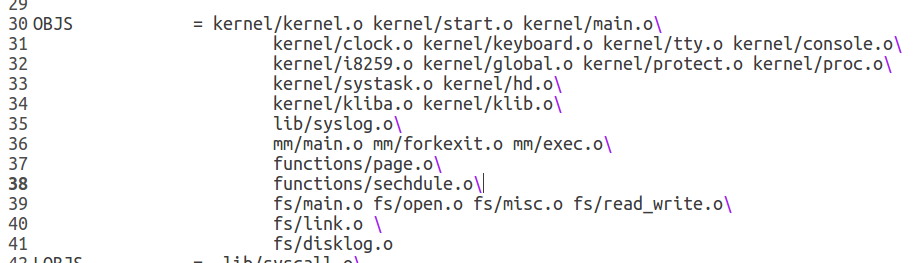 29
30 OBJS = kernel/kernel.o kernel/start.o kernel/main.o\
31 kernel/clock.o kernel/keyboard.o kernel/tty.o kernel/console.o\
32 kernel/i8259.o kernel/global.o kernel/protect.o kernel/proc.o\
33 kernel/systask.o kernel/hd.o\
34 kernel/kliba.o kernel/klib.o\
35 lib/syslog.o\
36 mm/main.o mm/forkexit.o mm/exec.o\
37 functions/page.o\
38 functions/sechdule.o\
39 fs/main.o fs/open.o fs/misc.o fs/read_write.o\
40 fs/link.o \
41 fs/disklog.o
42 LOBJS = lib/syscall.o\